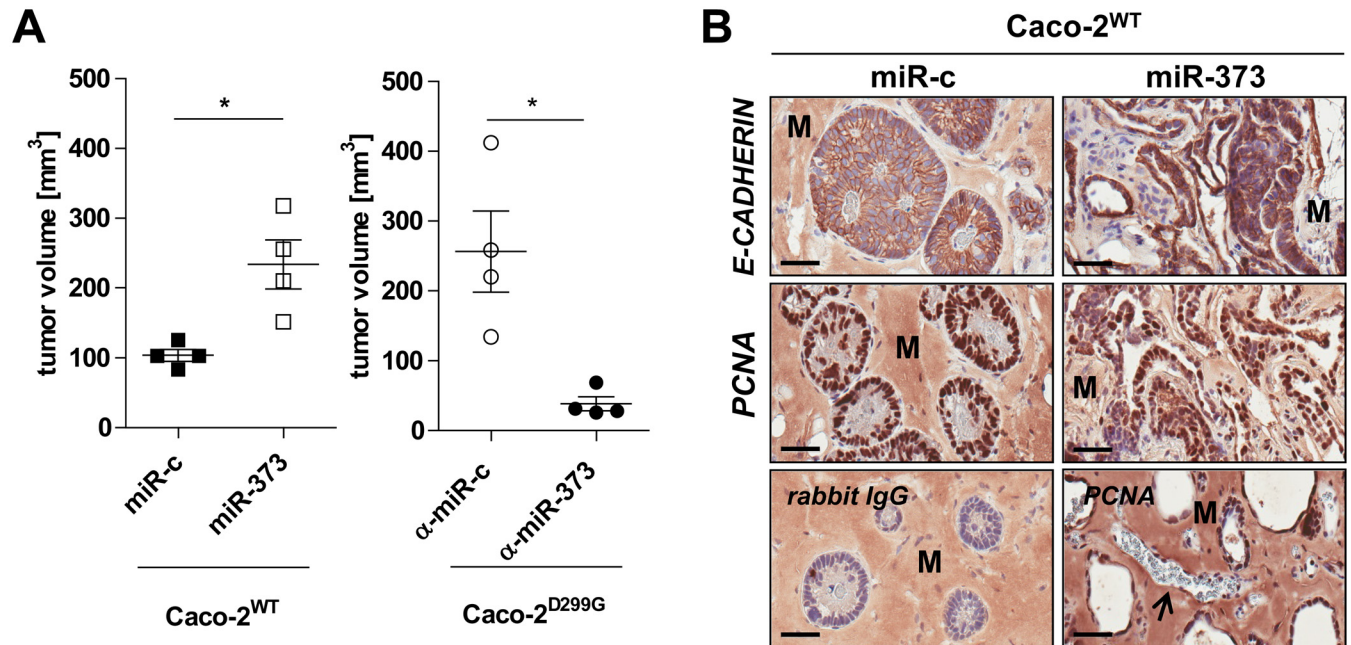 A
tumor volume [mm³]
500
400
300
200
100
0
*
miR-c
miR-373
Caco-2ᵂᵀ
tumor volume [mm³]
500
400
300
200
100
0
*
α-miR-c
α-miR-373
Caco-2ᴰ²⁹⁹ᴳ
B
Caco-2ᵂᵀ
miR-c
miR-373
E-CADHERIN
M
M
PCNA
M
M
rabbit IgG
M
PCNA
M